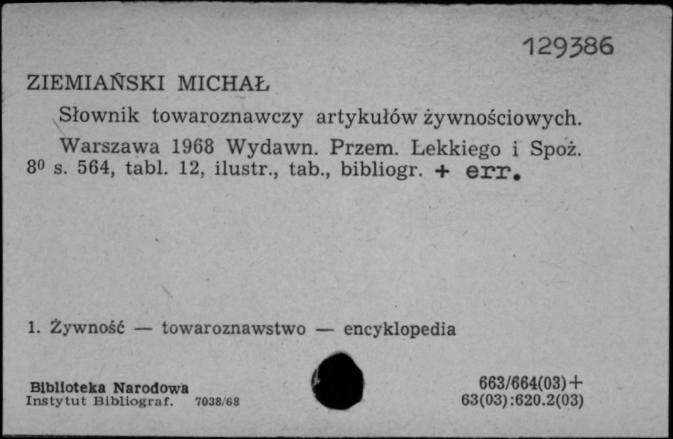 129386
ZIEMIAŃSKI MICHAŁ
Słownik towaroznawczy artykułów żywnościowych.
Warszawa 1968 Wydawn. Przem. Lekkiego i Spoż.
8⁰ s. 564, tabl. 12, ilustr., tab., bibliogr. + err.
1. Żywność — towaroznawstwo — encyklopedia
663/664(03)+
Biblioteka Narodowa
Instytut Bibliograf. 7038/68
63(03):620.2(03)